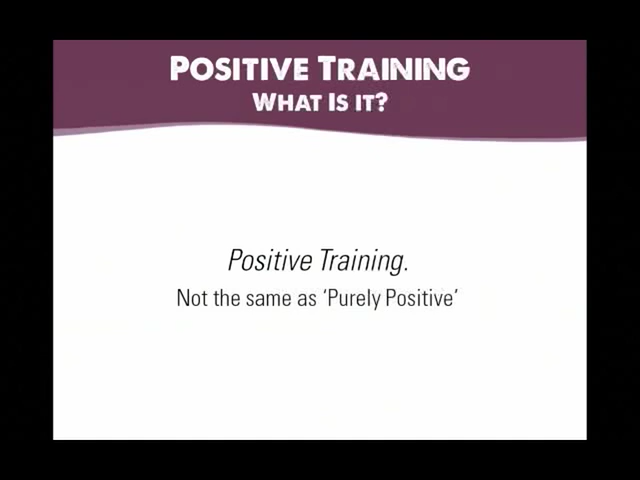 POSITIVE TRAINING
WHAT IS IT?
Positive Training.
Not the same as ‘Purely Positive’